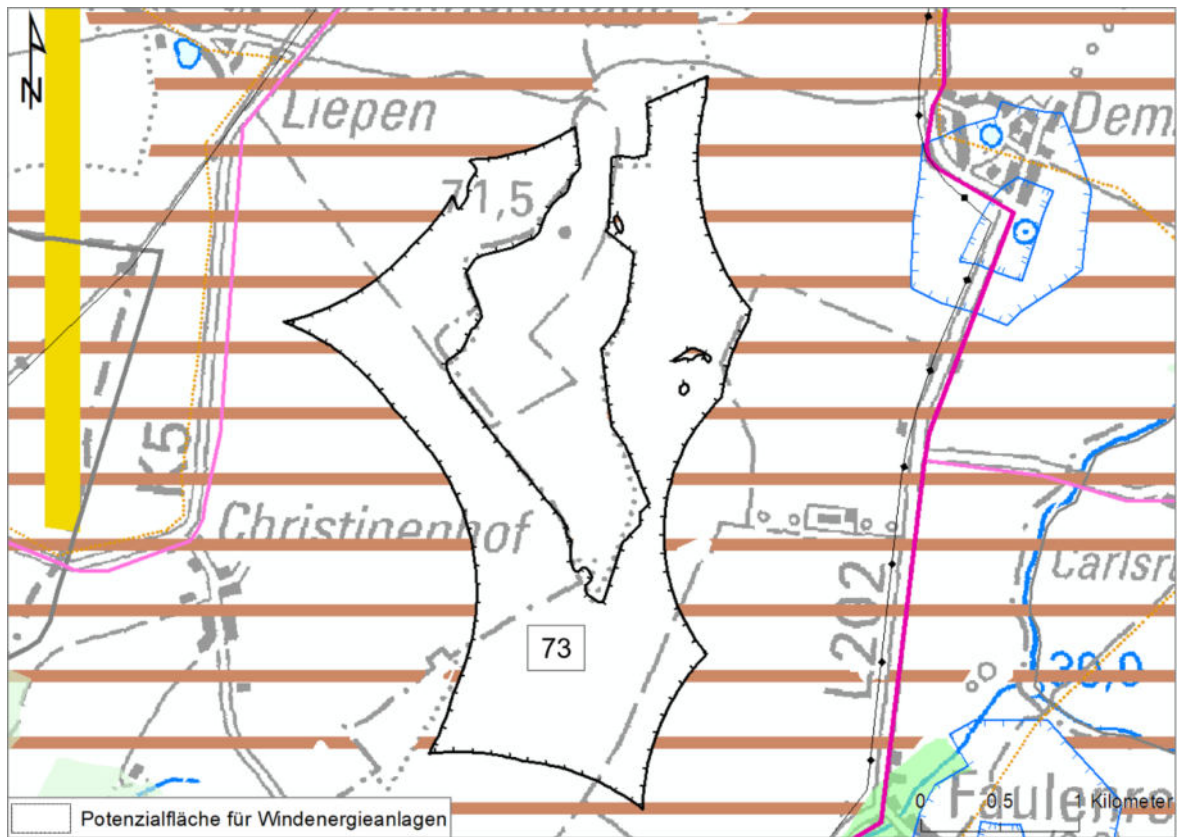 N
Liepen
71,5
Dem
K5
Christinenhof
Carlsr
L202
73
30,0
Faulenro
0 0,5 1 Kilometer
Potenzialfläche für Windenergieanlagen